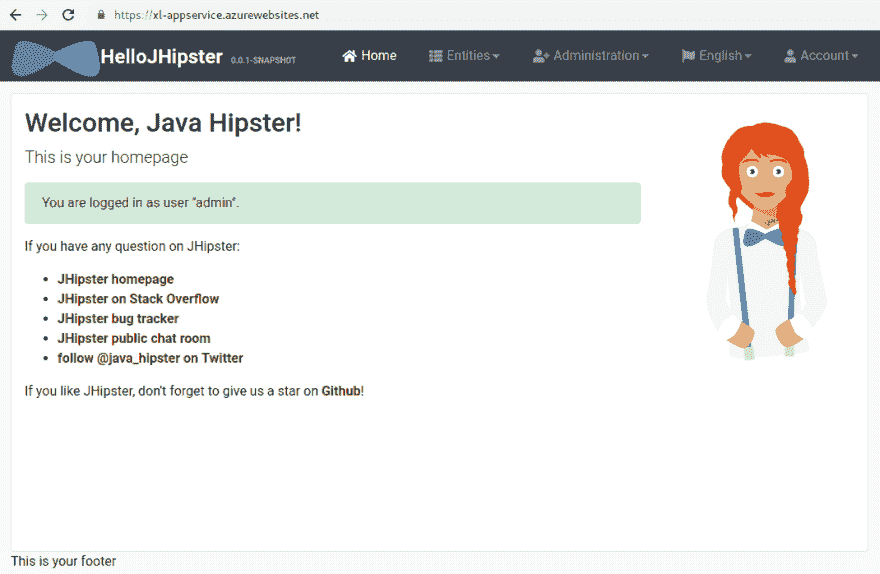 https://xl-appservice.azurewebsites.net
HelloJHipster 0.0.1-SNAPSHOT Home Entities Administration English Account
Welcome, Java Hipster!
This is your homepage
You are logged in as user "admin".
If you have any question on JHipster:
• JHipster homepage
• JHipster on Stack Overflow
• JHipster bug tracker
• JHipster public chat room
• follow @java_hipster on Twitter
If you like JHipster, don't forget to give us a star on Github!
This is your footer